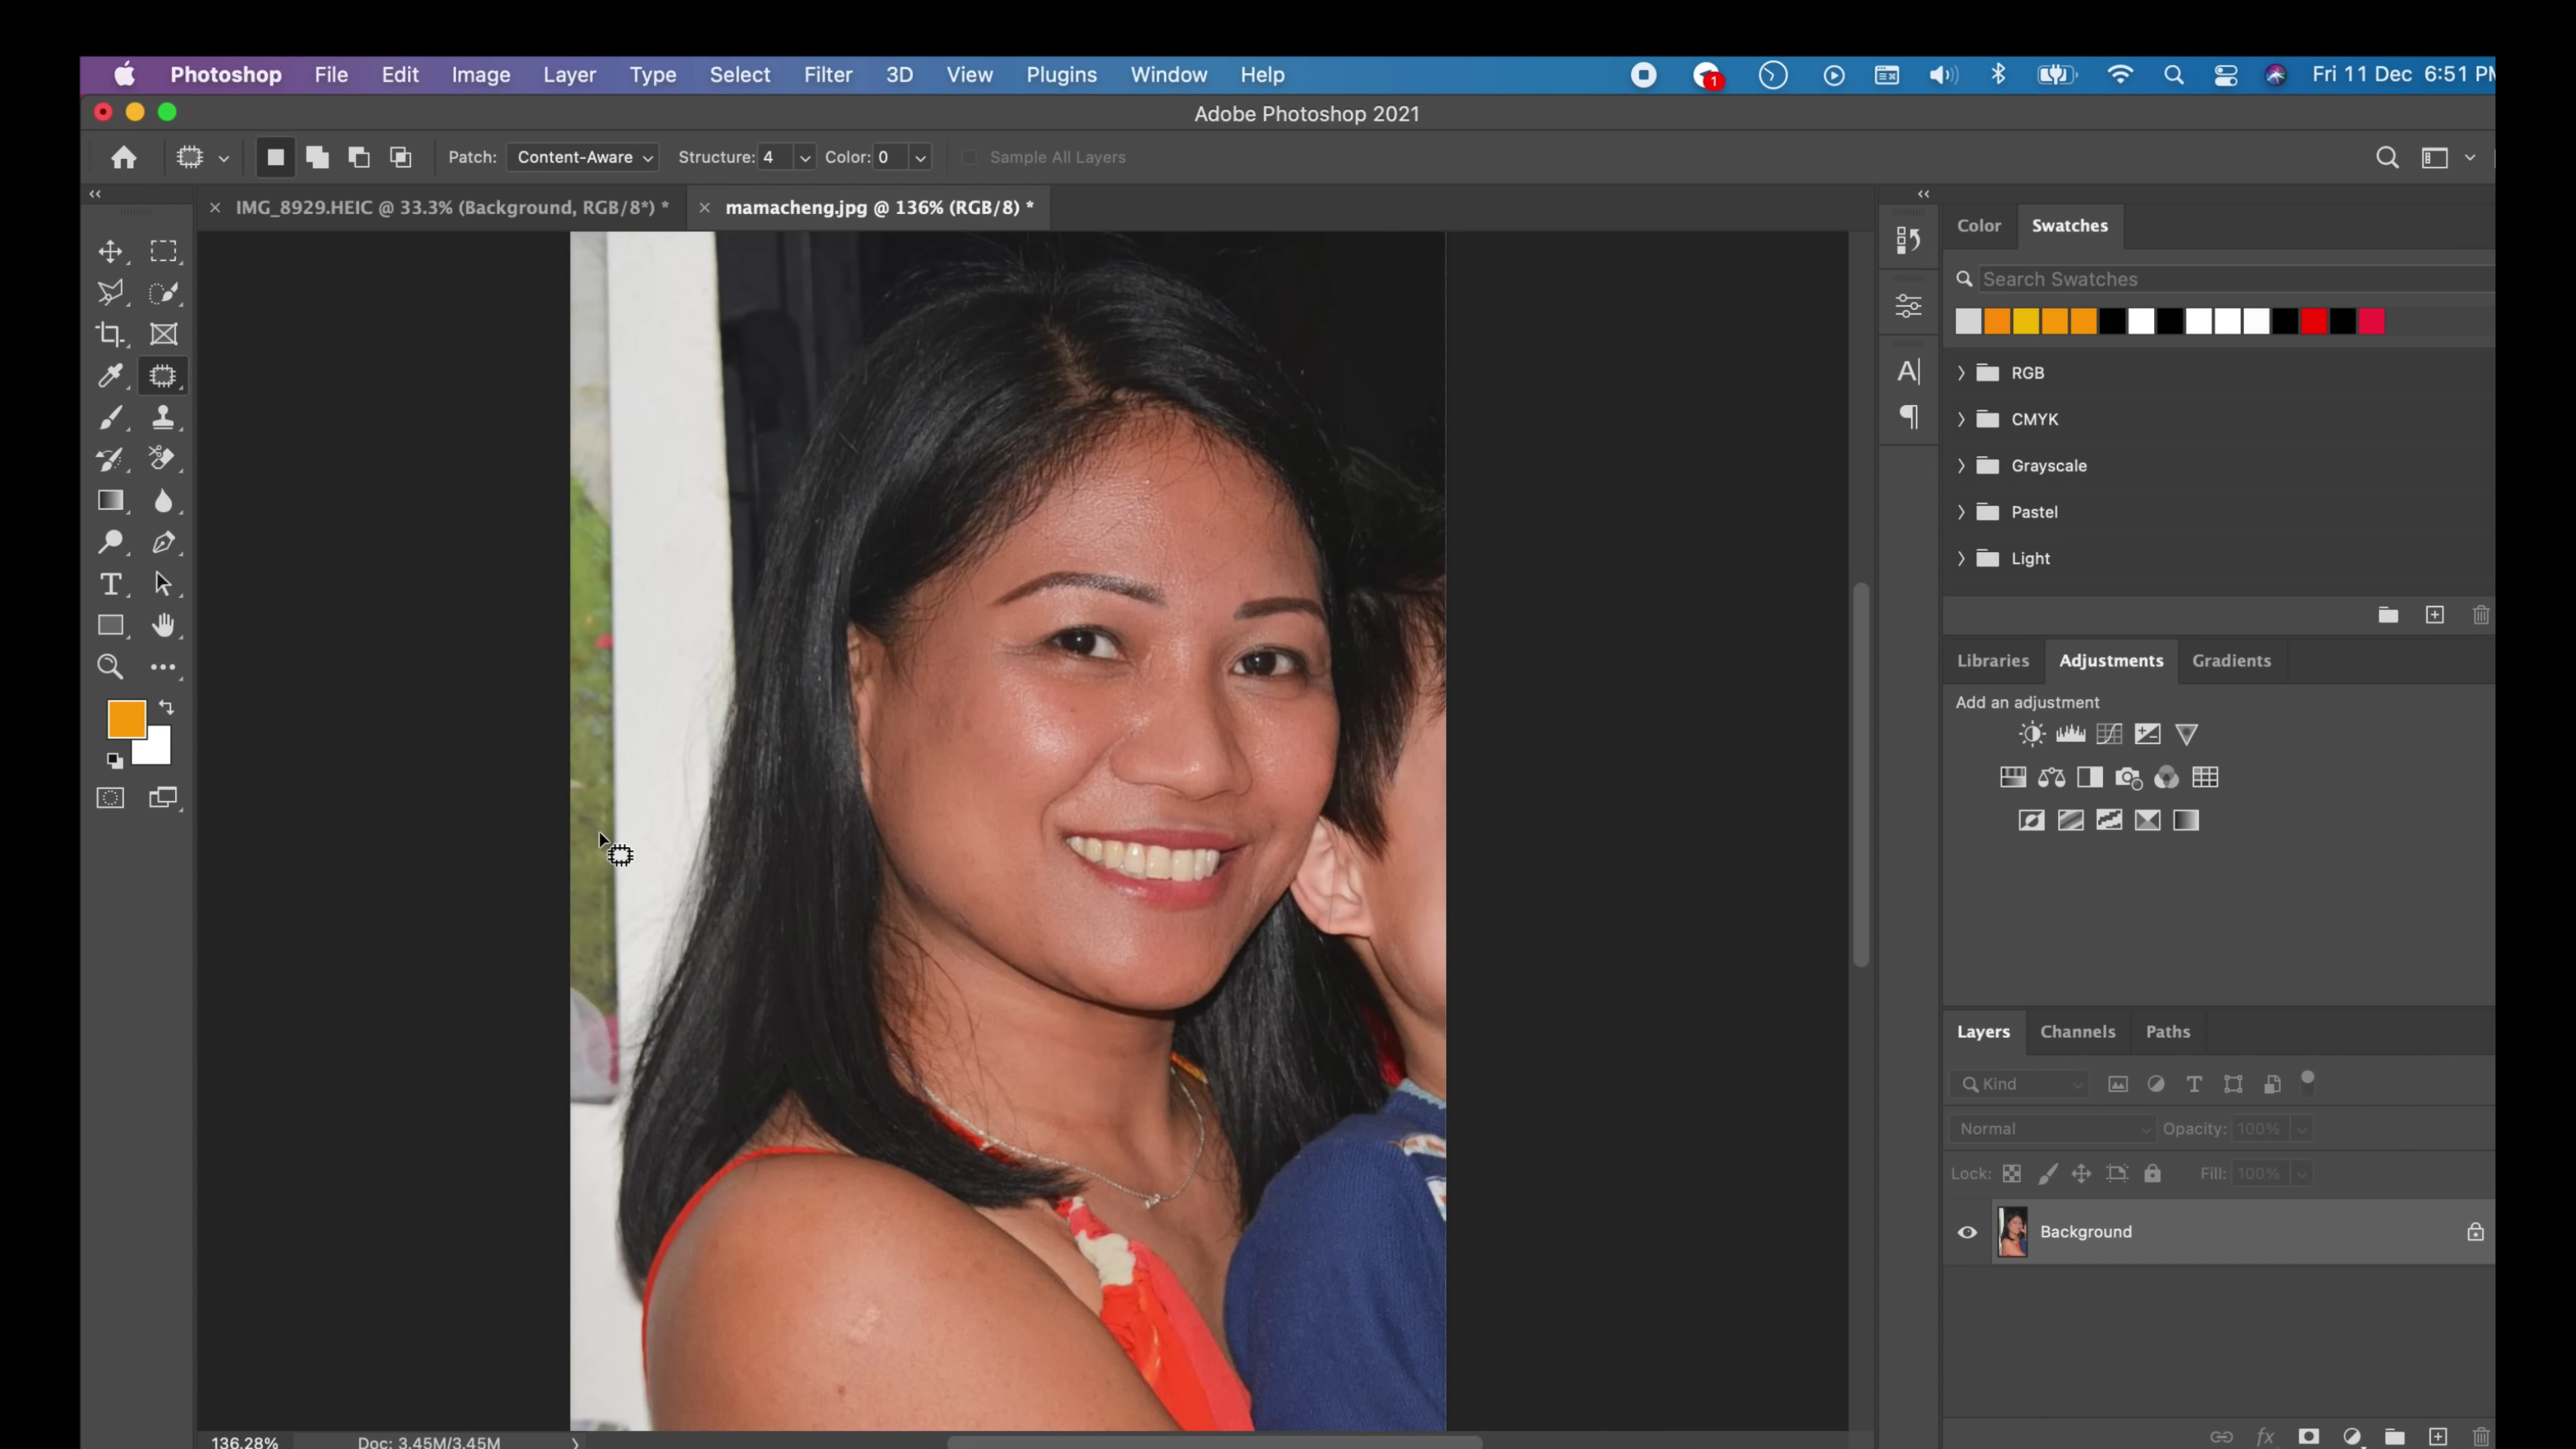 Photoshop File Edit Image Layer Type Select Filter 3D View Plugins Window Help 1 Fri 11 Dec 6:51 PM
Adobe Photoshop 2021
Patch: Content-Aware Structure: 4 Color: 0 Sample All Layers
IMG_8929.HEIC @ 33.3% (Background, RGB/8*) * mamacheng.jpg @ 136% (RGB/8) *
Color Swatches
Search Swatches
RGB
CMYK
Grayscale
Pastel
Light
Libraries Adjustments Gradients
Add an adjustment
Layers Channels Paths
Kind
Normal Opacity: 100%
Lock: Fill: 100%
Background
136.28% Doc: 3.45M/3.45M